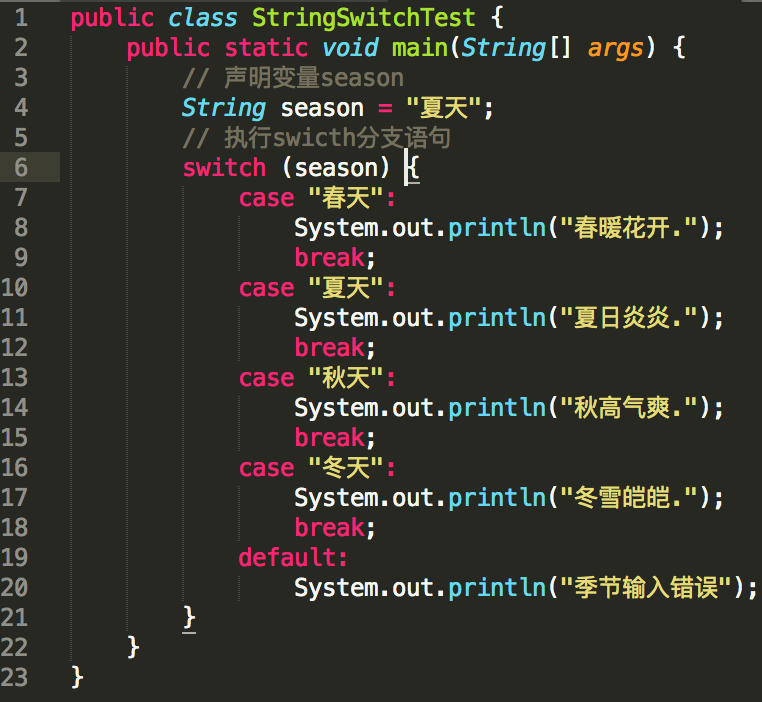 1 public class StringSwitchTest {
2     public static void main(String[] args) {
3         // 声明变量season
4         String season = "夏天";
5         // 执行swicth分支语句
6         switch (season) {
7             case "春天":
8                 System.out.println("春暖花开.");
9                 break;
10             case "夏天":
11                 System.out.println("夏日炎炎.");
12                 break;
13             case "秋天":
14                 System.out.println("秋高气爽.");
15                 break;
16             case "冬天":
17                 System.out.println("冬雪皑皑.");
18                 break;
19             default:
20                 System.out.println("季节输入错误");
21         }
22     }
23 }